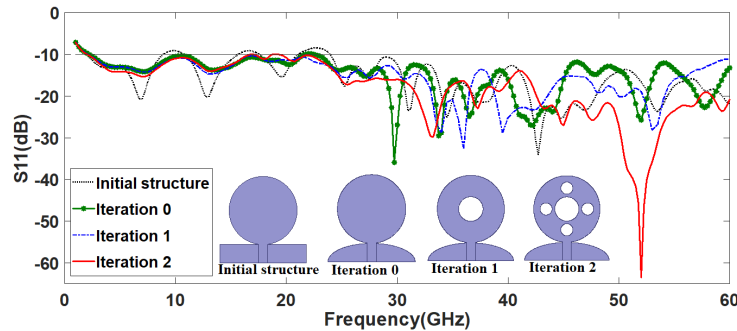 0
-10
-20
-30
-40
-50
-60
S11(dB)
Initial structure
Iteration 0
Iteration 1
Iteration 2
Initial structure
Iteration 0
Iteration 1
Iteration 2
0 10 20 30 40 50 60
Frequency(GHz)